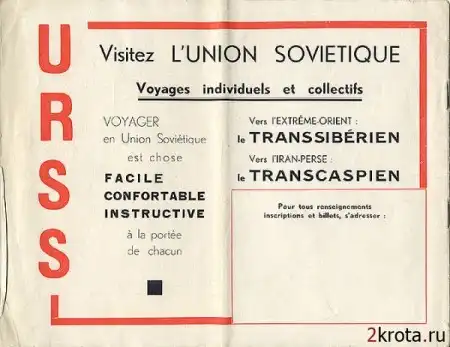 URSS
Visitez L'UNION SOVIETIQUE
Voyages individuels et collectifs
VOYAGER
en Union Soviétique
est chose
FACILE
CONFORTABLE
INSTRUCTIVE
à la portée
de chacun
Vers l'EXTRÊME-ORIENT :
le TRANSSIBÉRIEN
Vers l'IRAN-PERSE :
le TRANSCASPIEN
Pour tous renseignements
inscriptions et billets, s'adresser :
2krota.ru